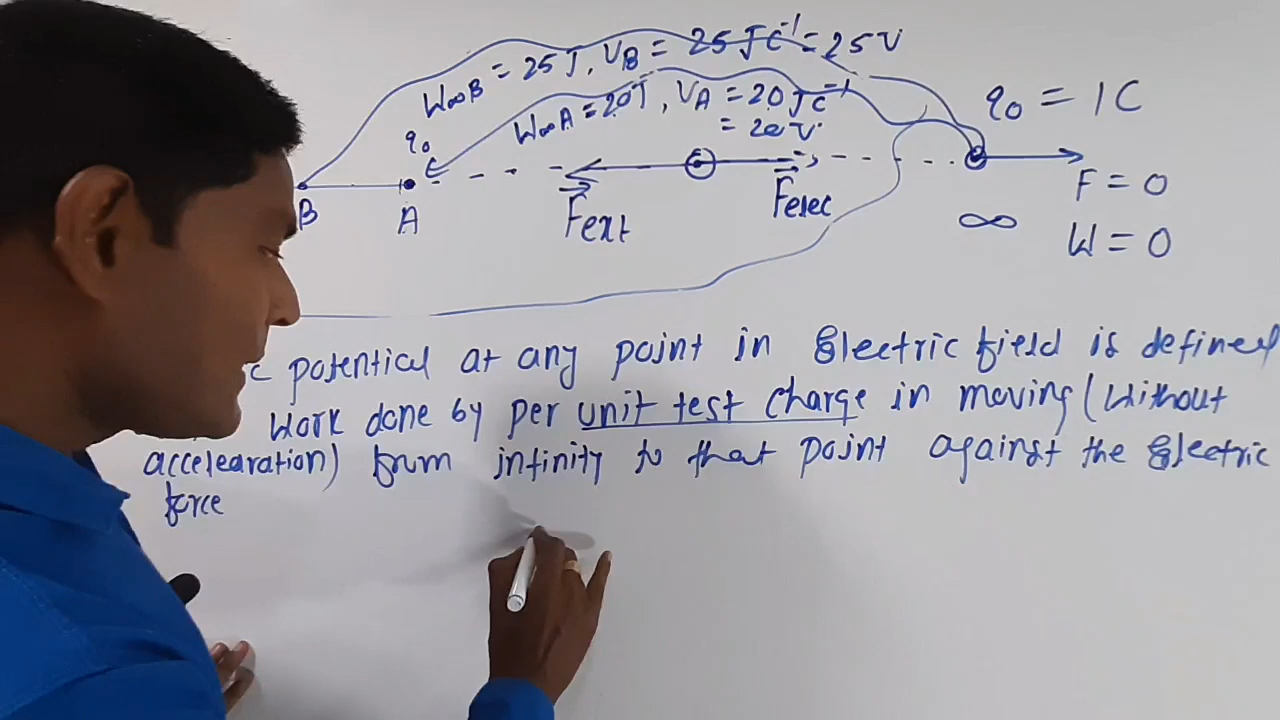 W∞B = 25 J, VB = 25 JC⁻¹ = 25 V
W∞A = 20 J, VA = 20 JC⁻¹
= 20 V
q0 = 1C
q0
B
A
Fext
Felec
∞
F = 0
W = 0
c potential at any point in Electric field is defined
work done by per unit test charge in moving (without
accelearation) from infinity to that point against the Electric
force